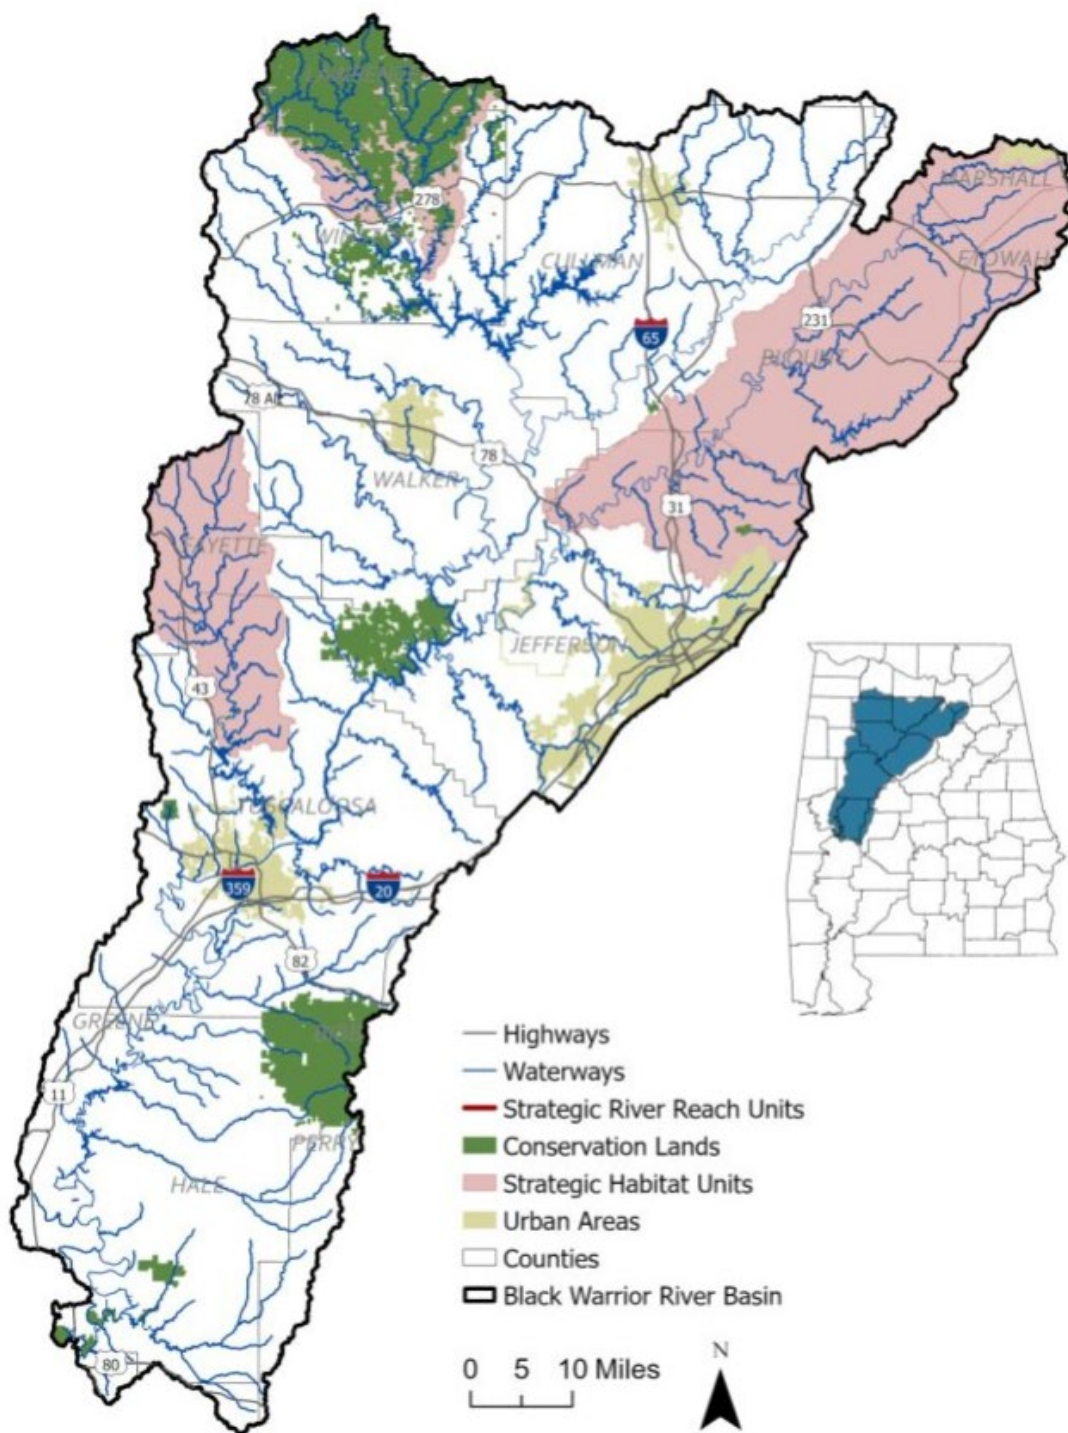 MARSHALL
278
CULLMAN
ETOWAH
231
65
BLOUNT
78
WALKER
31
FAYETTE
JEFFERSON
43
TUSCALOOSA
359
20
82
GREENE
11
PERRY
HALE
80
Highways
Waterways
Strategic River Reach Units
Conservation Lands
Strategic Habitat Units
Urban Areas
Counties
Black Warrior River Basin
0 5 10 Miles
N